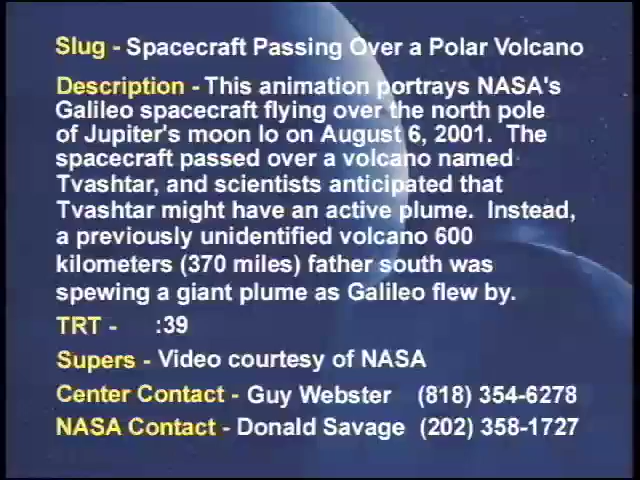 Slug - Spacecraft Passing Over a Polar Volcano
Description - This animation portrays NASA's
Galileo spacecraft flying over the north pole
of Jupiter's moon Io on August 6, 2001. The
spacecraft passed over a volcano named
Tvashtar, and scientists anticipated that
Tvashtar might have an active plume. Instead,
a previously unidentified volcano 600
kilometers (370 miles) father south was
spewing a giant plume as Galileo flew by.
TRT - :39
Supers - Video courtesy of NASA
Center Contact - Guy Webster (818) 354-6278
NASA Contact - Donald Savage (202) 358-1727